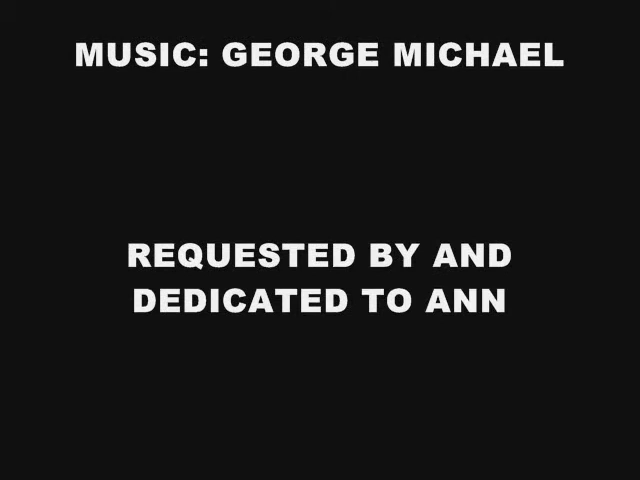 MUSIC: GEORGE MICHAEL
REQUESTED BY AND
DEDICATED TO ANN